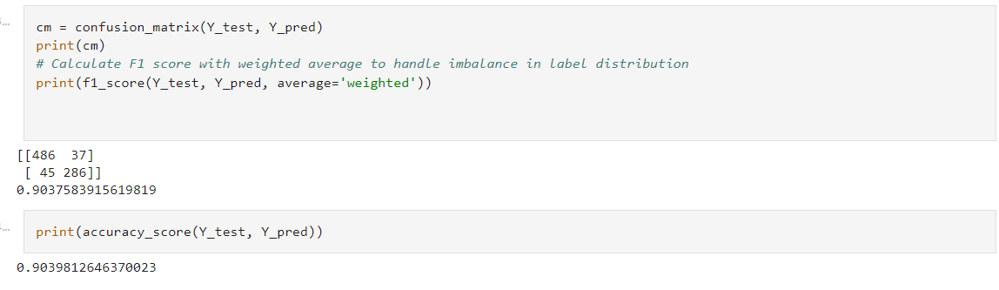 cm = confusion_matrix(Y_test, Y_pred)
print(cm)
# Calculate F1 score with weighted average to handle imbalance in label distribution
print(f1_score(Y_test, Y_pred, average='weighted'))
[[486  37]
 [ 45 286]]
0.9037583915619819
print(accuracy_score(Y_test, Y_pred))
0.9039812646370023